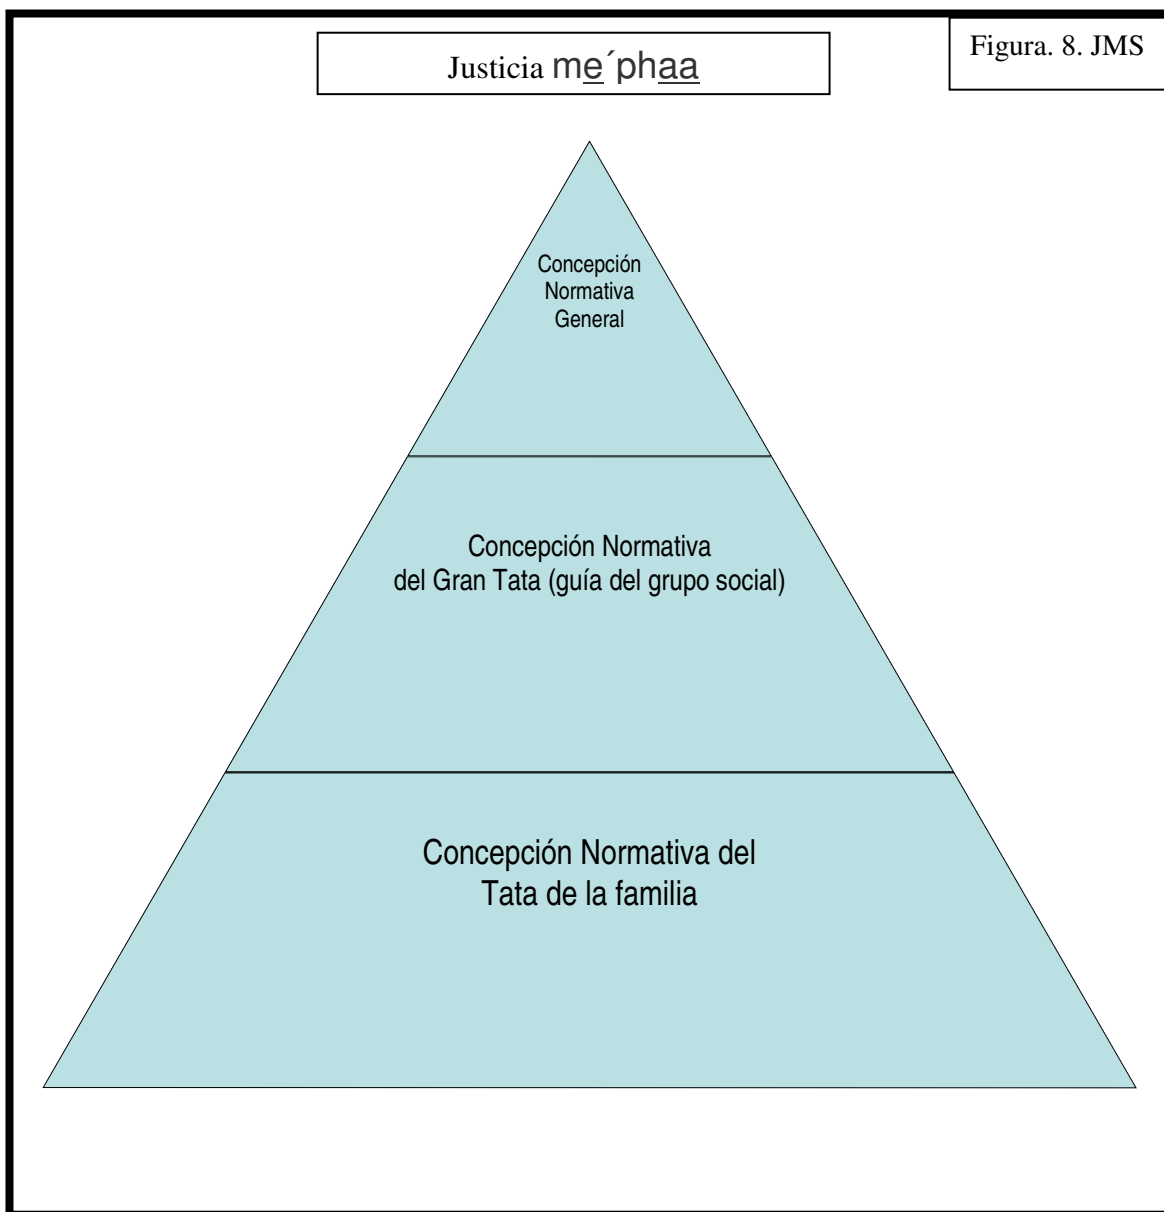 Justicia me´phaa
Figura. 8. JMS
Concepción
Normativa
General
Concepción Normativa
del Gran Tata (guía del grupo social)
Concepción Normativa del
Tata de la familia